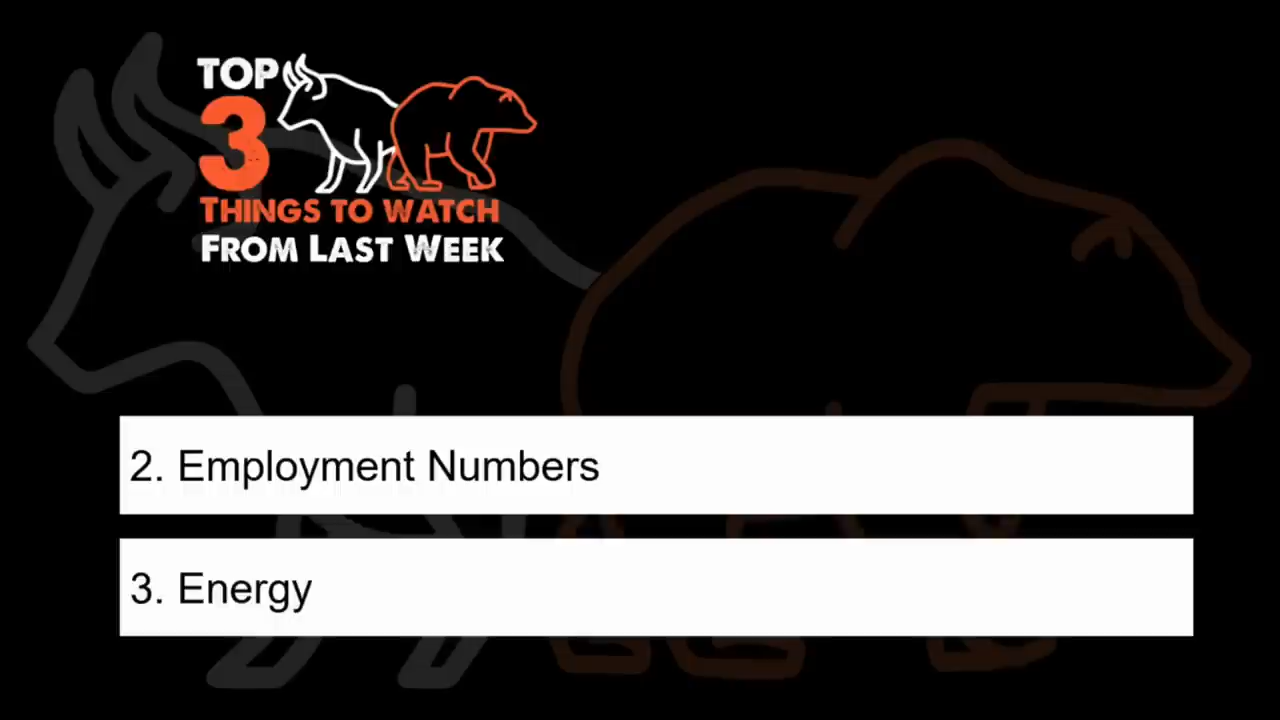 TOP
3
THINGS TO WATCH
FROM LAST WEEK
2. Employment Numbers
3. Energy